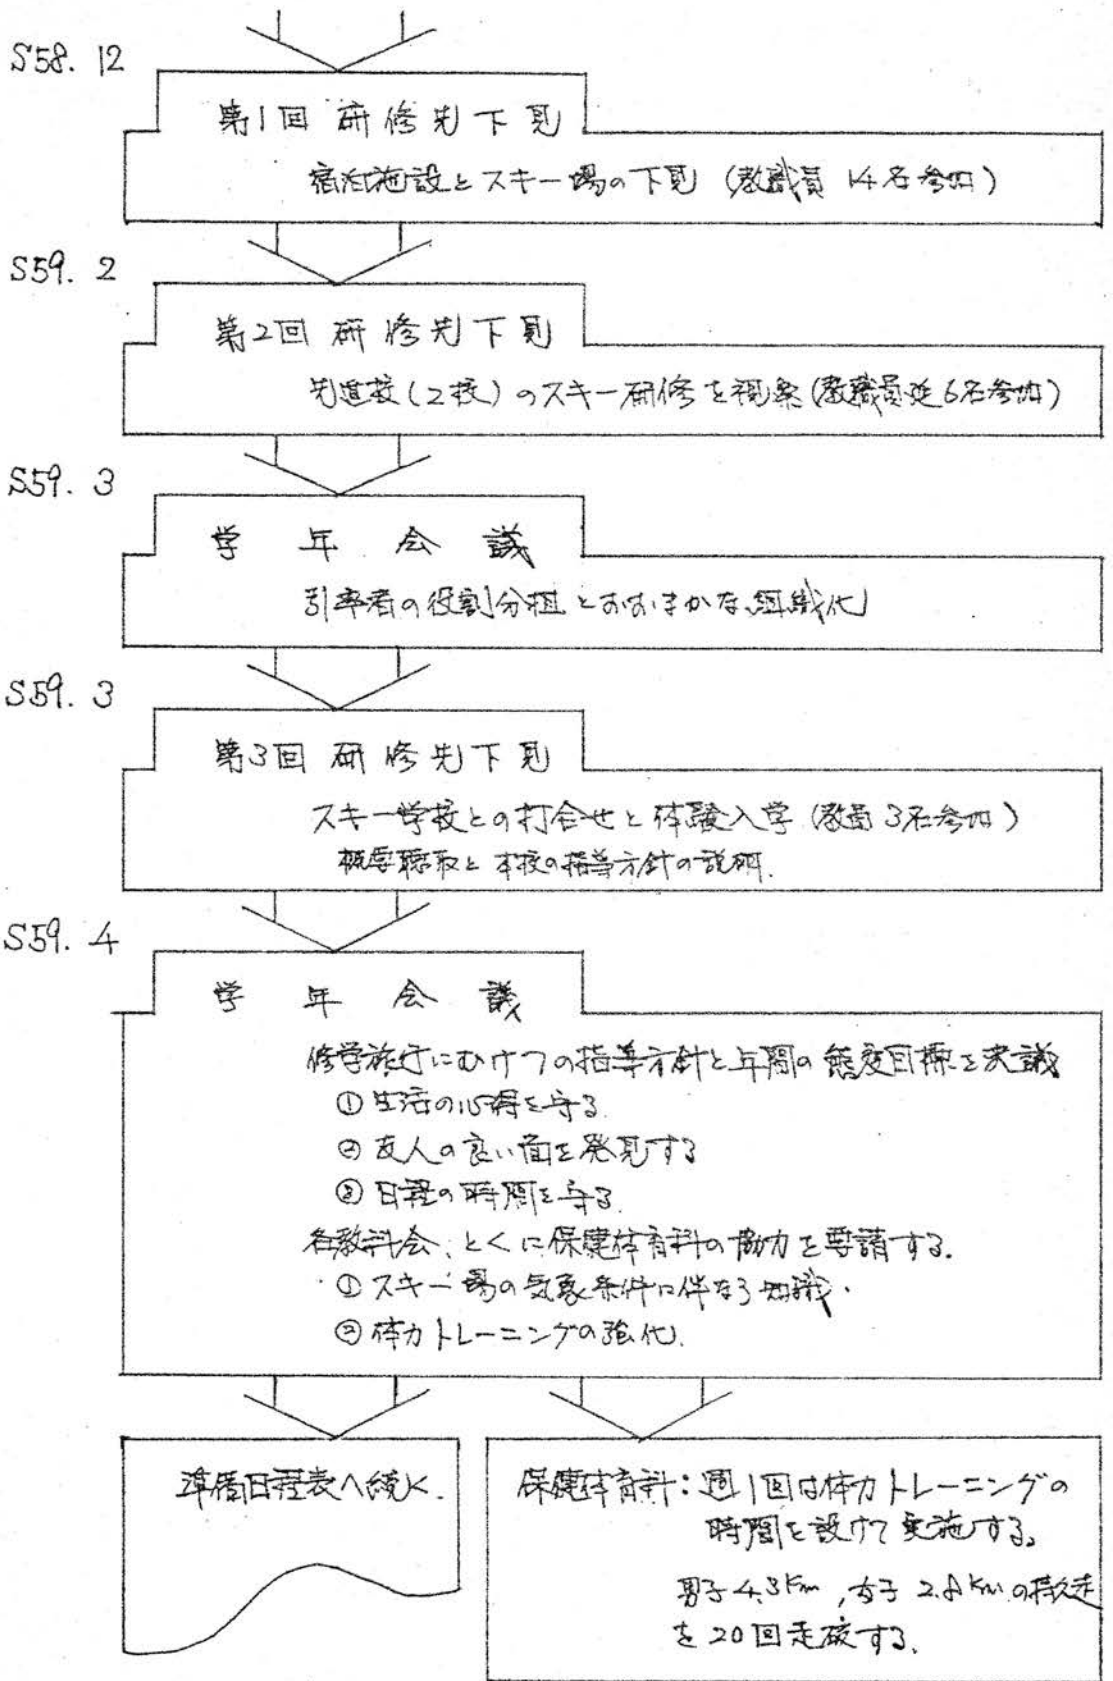 S58. 12
第1回 研修先下見
宿泊施設とスキー場の下見 (教職員 14名参加)
S59. 2
第2回 研修先下見
先進校(2校)のスキー研修を視察(教職員延6名参加)
S59. 3
学年会議
引率者の役割分担とおおまかな組織化
S59. 3
第3回 研修先下見
スキー学校との打合せと体験入学 (教員3名参加)
概要聴取と本校の指導方針の説明.
S59. 4
学年会議
修学旅行にむけての指導方針と年間の態度目標を決議
① 生活の心得を守る.
② 友人の良い面を発見する
③ 日程の時間を守る.
各教科会、とくに保健体育科の協力を要請する.
① スキー場の気象条件に伴なう知識.
② 体力トレーニングの強化.
準備日程表へ続く.
保健体育科:週1回は体力トレーニングの
時間を設けて実施する。
男子4.3Km, 女子2.8Km.の持久走
を20回走破する.